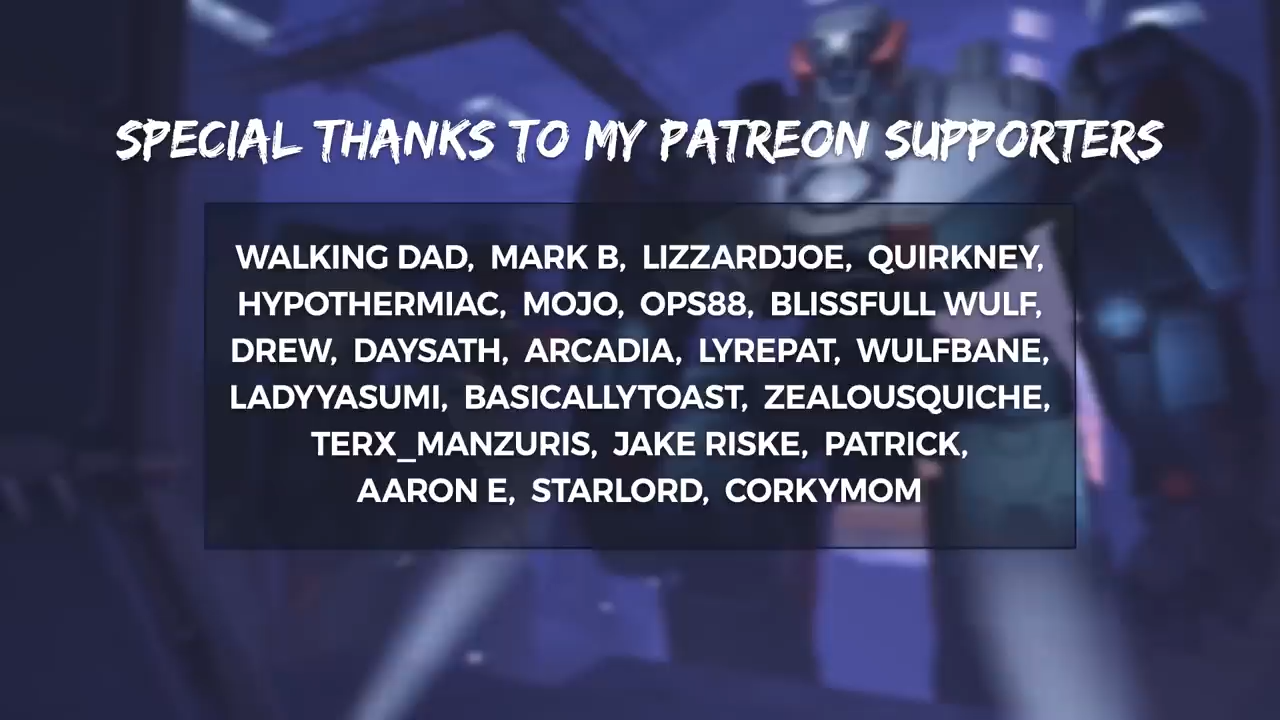 SPECIAL THANKS TO MY PATREON SUPPORTERS
WALKING DAD, MARK B, LIZZARDJOE, QUIRKNEY,
HYPOTHERMIAC, MOJO, OPS88, BLISSFULL WULF,
DREW, DAYSATH, ARCADIA, LYREPAT, WULFBANE,
LADYYASUMI, BASICALLYTOAST, ZEALOUSQUICHE,
TERX_MANZURIS, JAKE RISKE, PATRICK,
AARON E, STARLORD, CORKYMOM